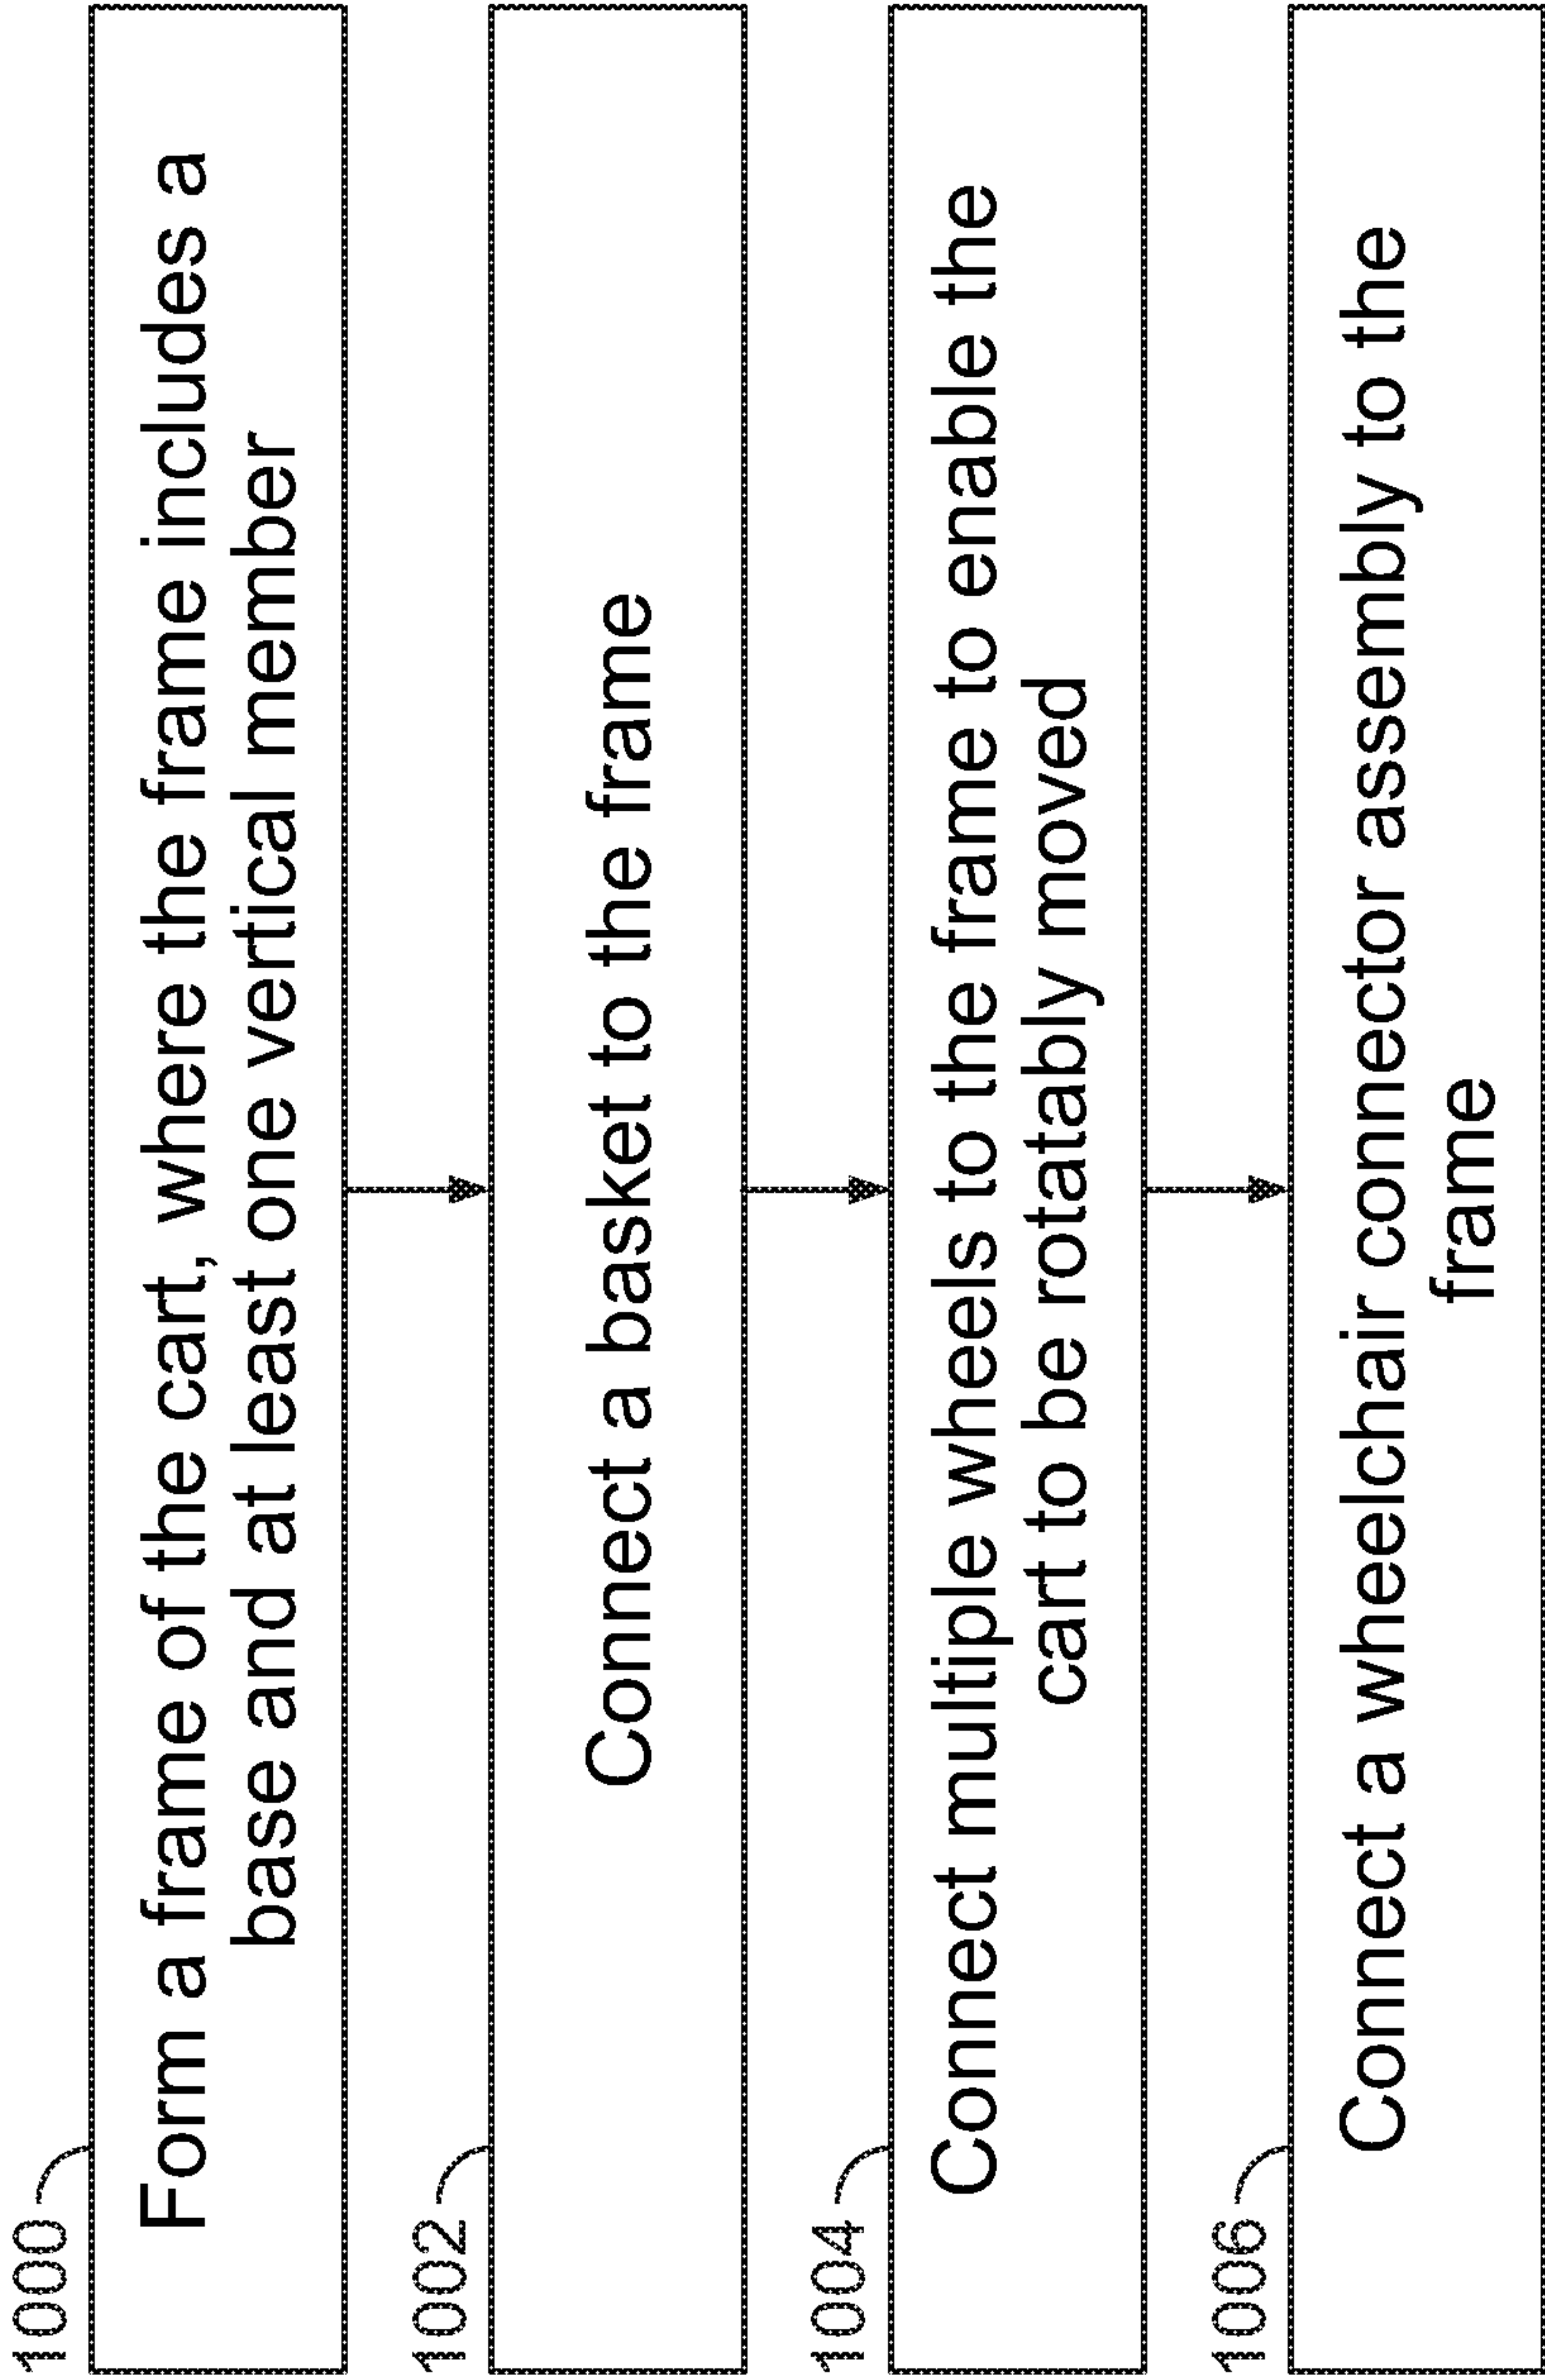 1000
Form a frame of the cart, where the frame includes a
base and at least one vertical member
1002
Connect a basket to the frame
1004
Connect multiple wheels to the frame to enable the
cart to be rotatably moved
1006
Connect a wheelchair connector assembly to the
frame